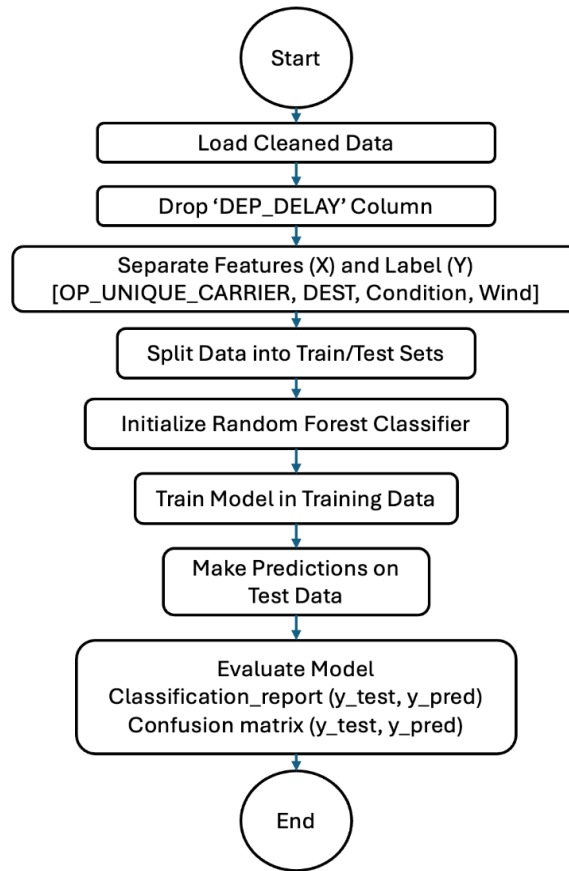 Start
Load Cleaned Data
Drop ‘DEP_DELAY’ Column
Separate Features (X) and Label (Y)
[OP_UNIQUE_CARRIER, DEST, Condition, Wind]
Split Data into Train/Test Sets
Initialize Random Forest Classifier
Train Model in Training Data
Make Predictions on
Test Data
Evaluate Model
Classification_report (y_test, y_pred)
Confusion matrix (y_test, y_pred)
End